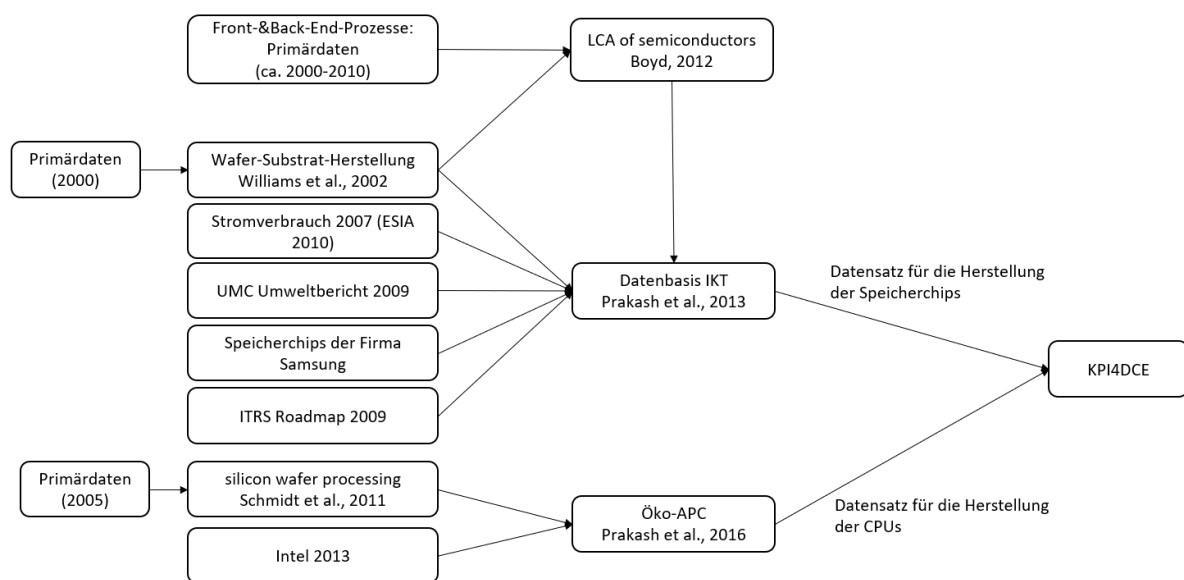 Front-&Back-End-Prozesse:
Primärdaten
(ca. 2000-2010)
LCA of semiconductors
Boyd, 2012
Primärdaten
(2000)
Wafer-Substrat-Herstellung
Williams et al., 2002
Stromverbrauch 2007 (ESIA
2010)
UMC Umweltbericht 2009
Speicherchips der Firma
Samsung
ITRS Roadmap 2009
Datenbasis IKT
Prakash et al., 2013
Datensatz für die Herstellung
der Speicherchips
KPI4DCE
Primärdaten
(2005)
silicon wafer processing
Schmidt et al., 2011
Intel 2013
Öko-APC
Prakash et al., 2016
Datensatz für die Herstellung
der CPUs